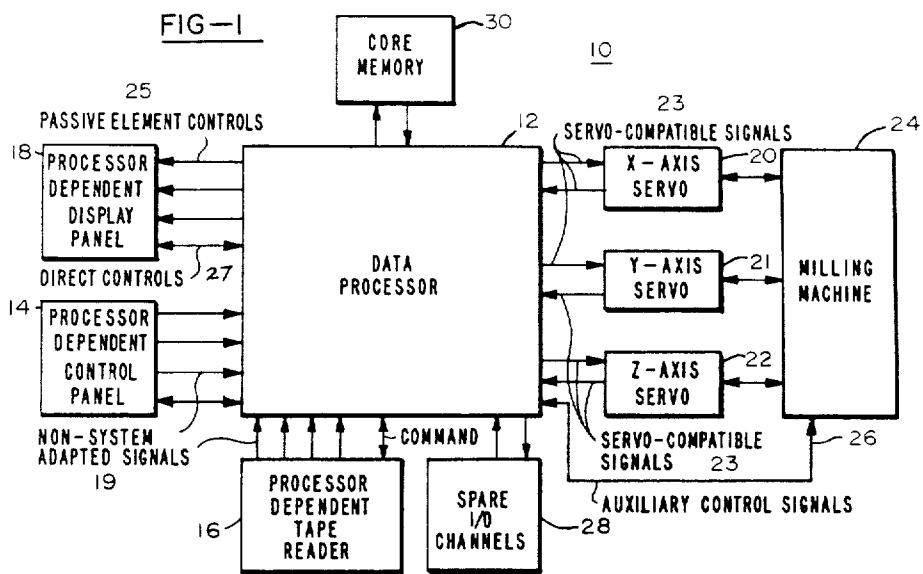 FIG-1
30
CORE
MEMORY
10
25
PASSIVE ELEMENT CONTROLS
18
PROCESSOR
DEPENDENT
DISPLAY
PANEL
DIRECT CONTROLS
27
14
PROCESSOR
DEPENDENT
CONTROL
PANEL
NON-SYSTEM
ADAPTED SIGNALS
19
12
DATA
PROCESSOR
23
SERVO-COMPATIBLE SIGNALS
X-AXIS
SERVO
20
Y-AXIS
SERVO
21
Z-AXIS
SERVO
22
24
MILLING
MACHINE
26
SERVO-COMPATIBLE
SIGNALS
23
AUXILIARY CONTROL SIGNALS
COMMAND
16
PROCESSOR
DEPENDENT
TAPE
READER
SPARE
I/O
CHANNELS
28